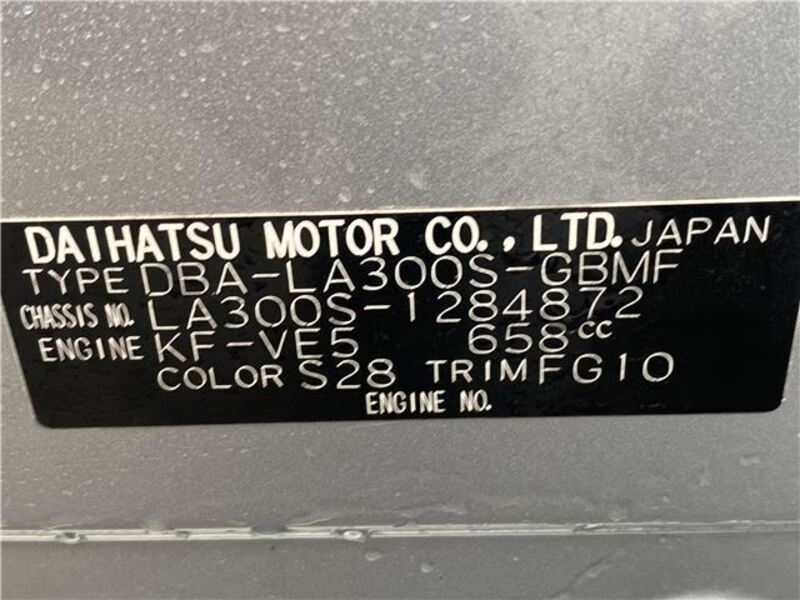 DAIHATSU MOTOR CO., LTD. JAPAN
TYPE DBA-LA300S-GBMF
CHASSIS NO. LA300S-1284872
ENGINE KF-VE5 658cc
COLOR S28 TRIM FG10
ENGINE NO.